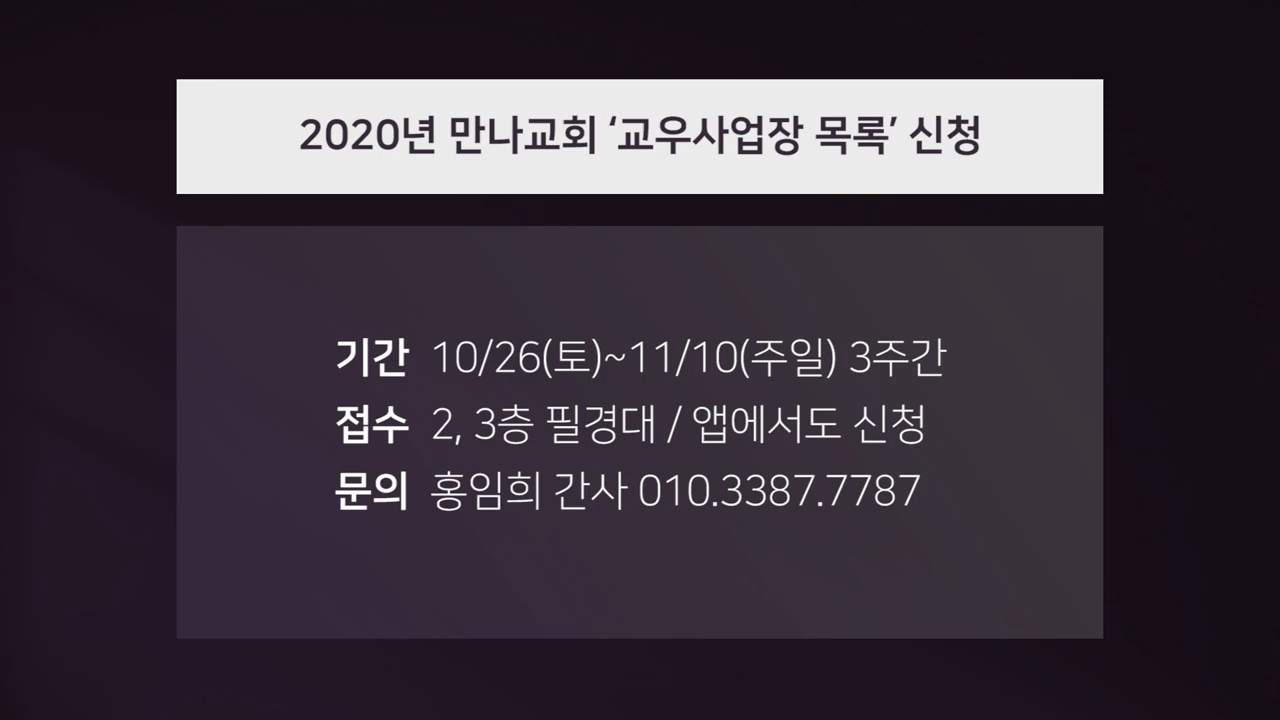 2020년 만나교회 ‘교우사업장 목록’ 신청
기간 10/26(토)~11/10(주일) 3주간
접수 2, 3층 필경대 / 앱에서도 신청
문의 홍임희 간사 010.3387.7787